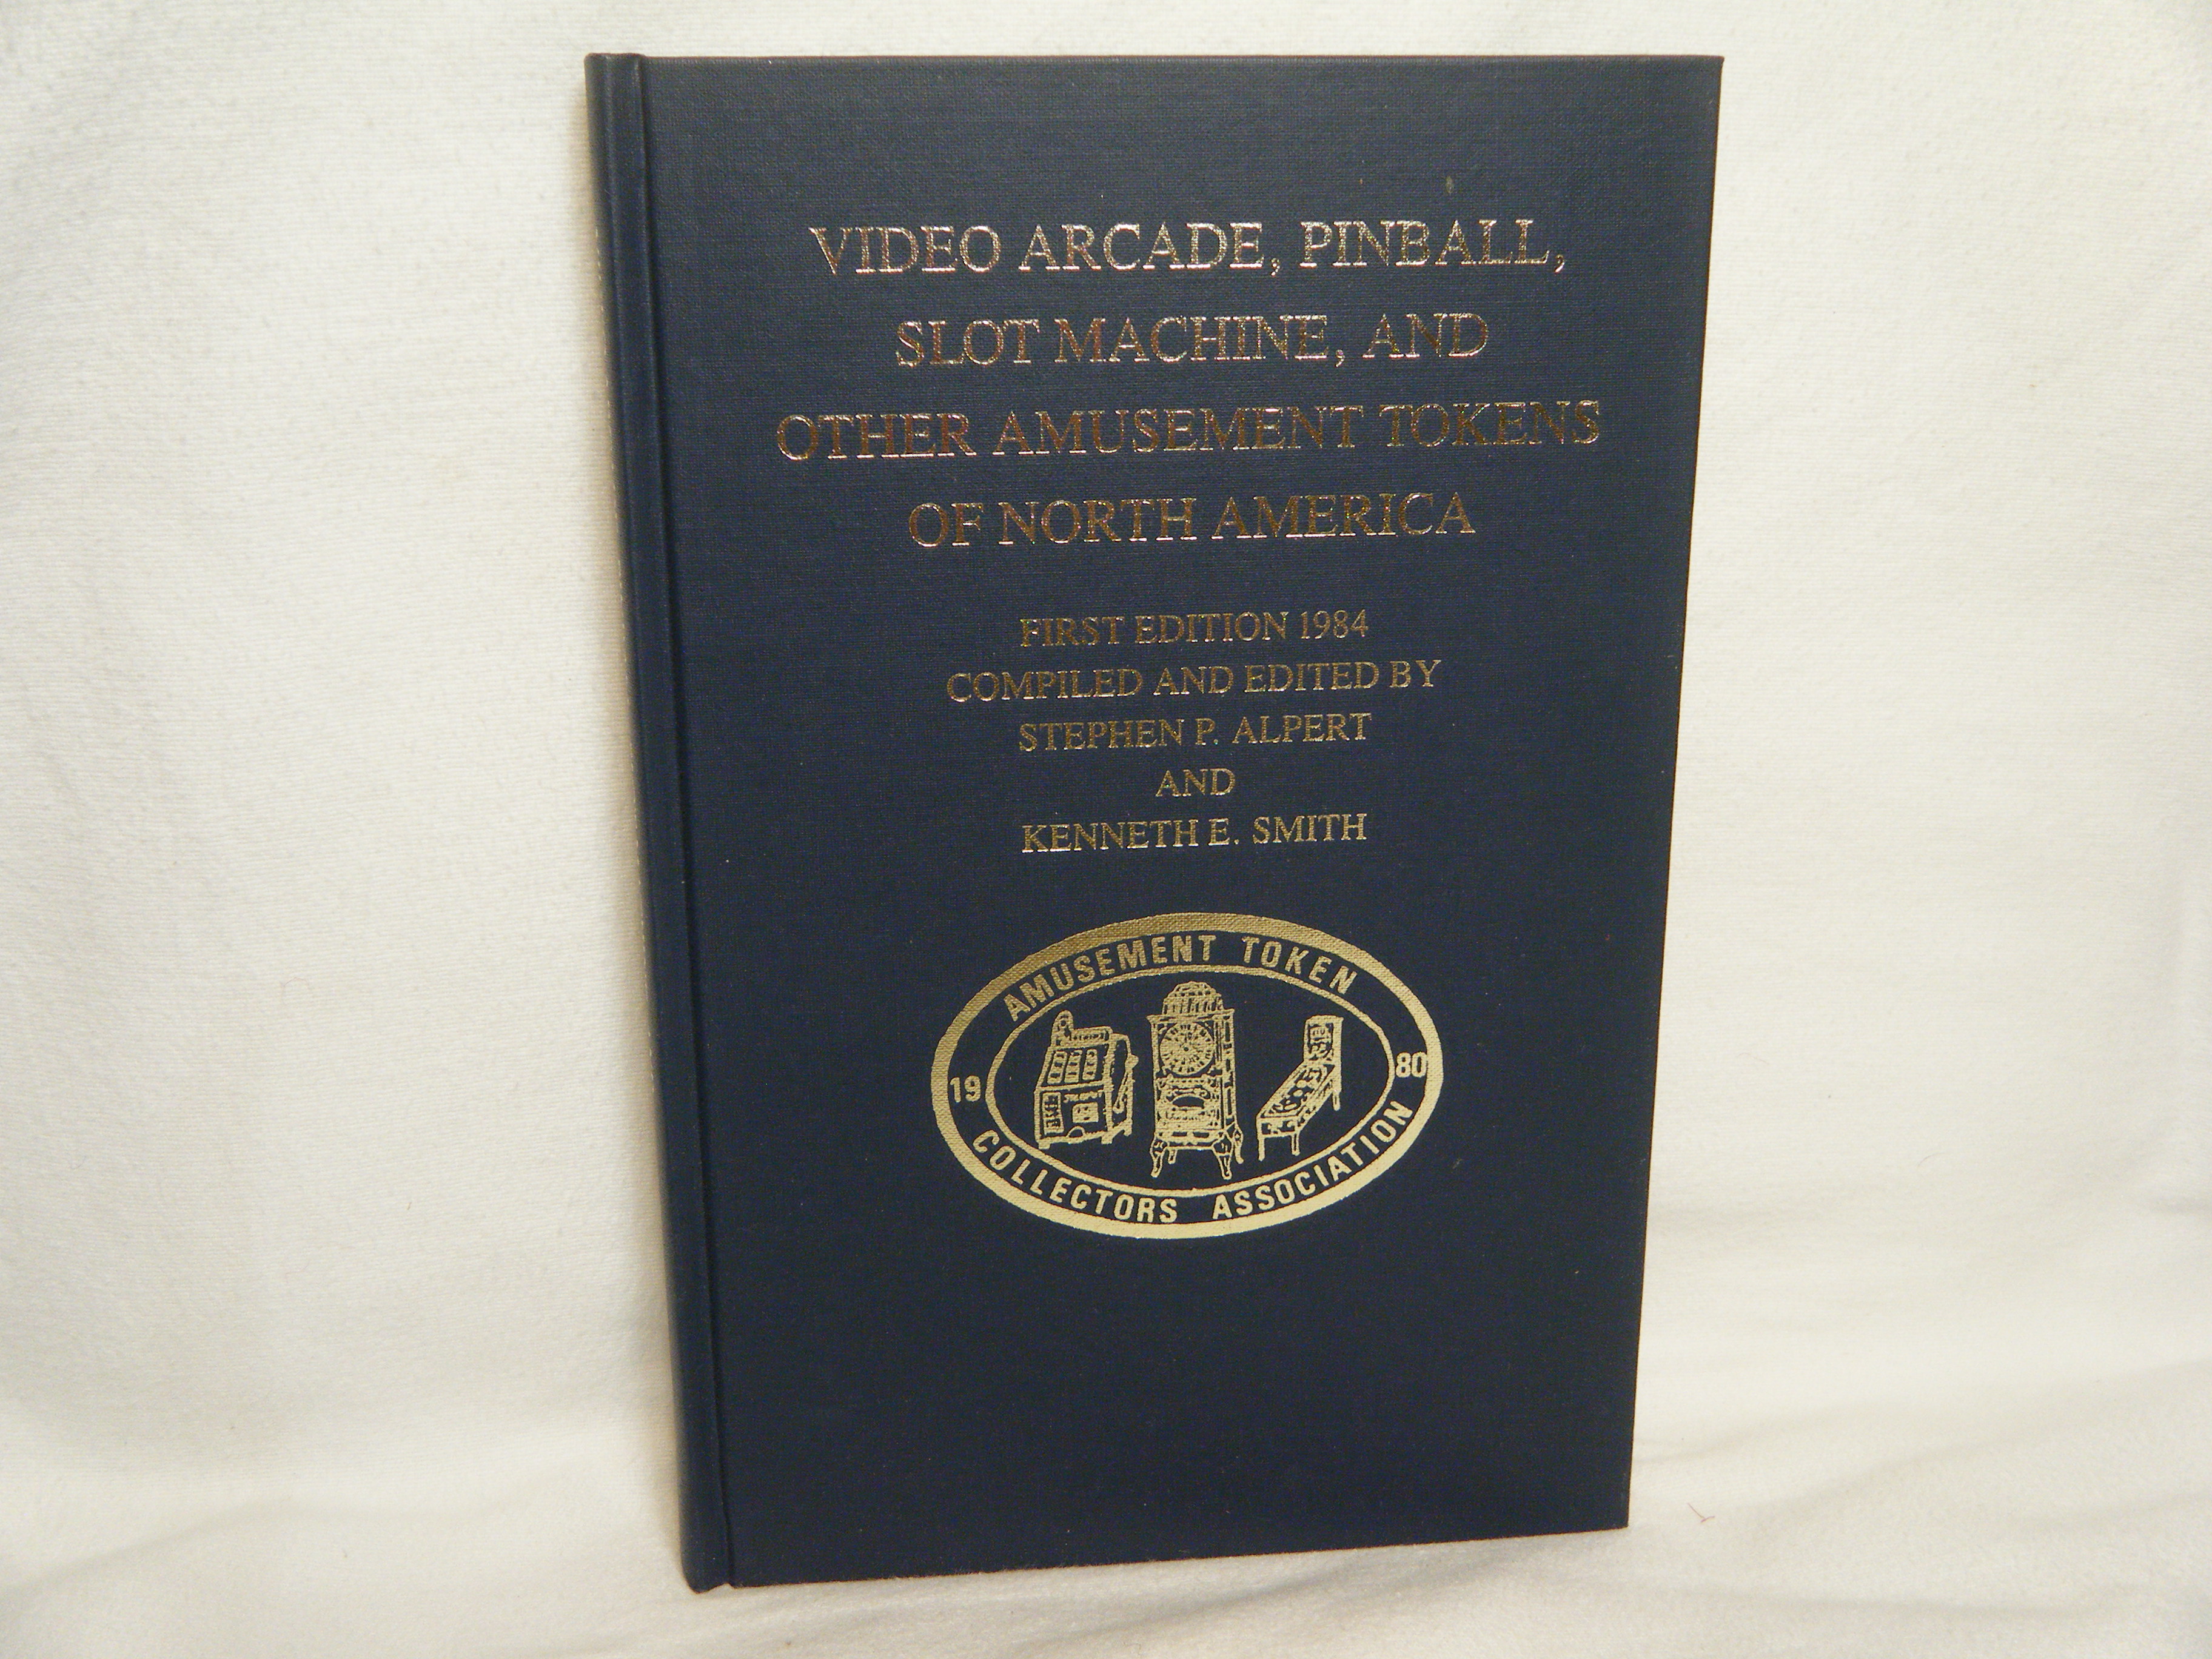 VIDEO ARCADE, PINBALL,
SLOT MACHINE, AND
OTHER AMUSEMENT TOKENS
OF NORTH AMERICA
FIRST EDITION 1984
COMPILED AND EDITED BY
STEPHEN P. ALPERT
AND
KENNETH E. SMITH
AMUSEMENT TOKEN
19 80
COLLECTORS ASSOCIATION